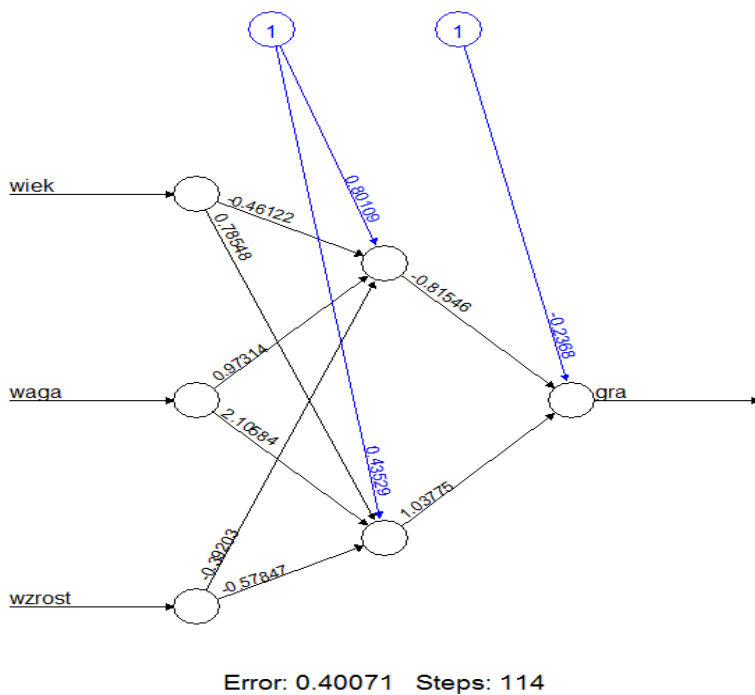 1 1
wiek
-0.46122
0.78548
0.80109
-0.81546
-0.2368
waga
0.97314
2.10584
0.43529
1.03775
gra
wzrost
-0.39203
-0.57847
Error: 0.40071 Steps: 114